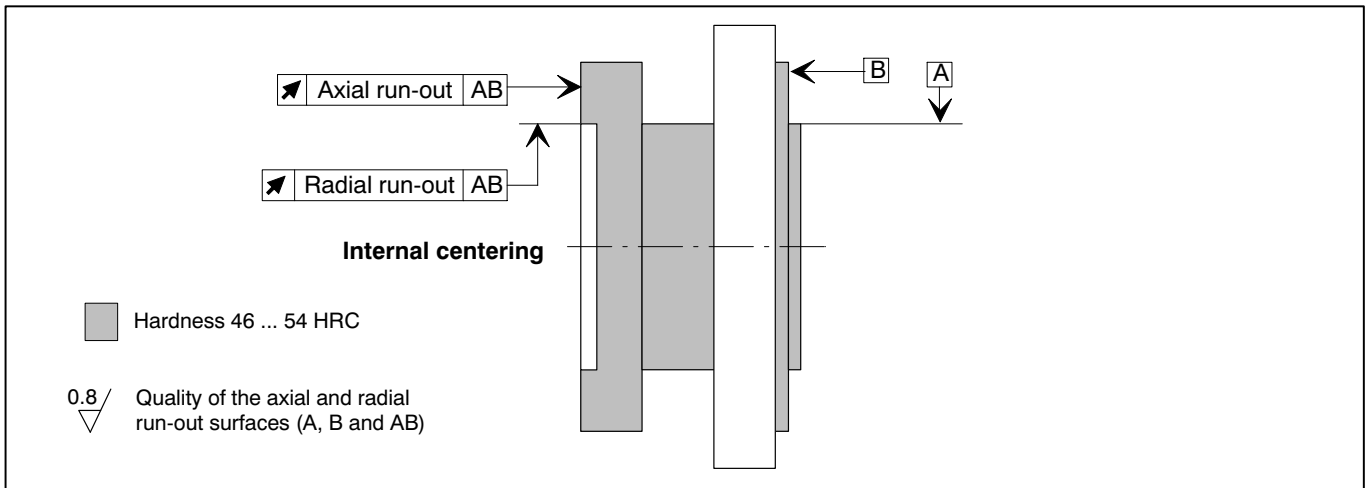 Axial run-out AB
B
A
Radial run-out AB
Internal centering
Hardness 46 ... 54 HRC
0.8/ Quality of the axial and radial
run-out surfaces (A, B and AB)